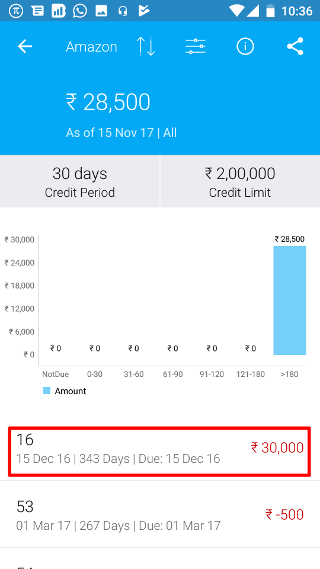 10:36
Amazon
₹ 28,500
As of 15 Nov 17 | All
30 days
Credit Period
₹ 2,00,000
Credit Limit
₹ 30,000
₹ 24,000
₹ 18,000
₹ 12,000
₹ 6,000
₹ 0
₹ 0 ₹ 0 ₹ 0 ₹ 0 ₹ 0 ₹ 0 ₹ 28,500
NotDue 0-30 31-60 61-90 91-120 121-180 >180
Amount
16
15 Dec 16 | 343 Days | Due: 15 Dec 16
₹ 30,000
53
01 Mar 17 | 267 Days | Due: 01 Mar 17
₹ -500